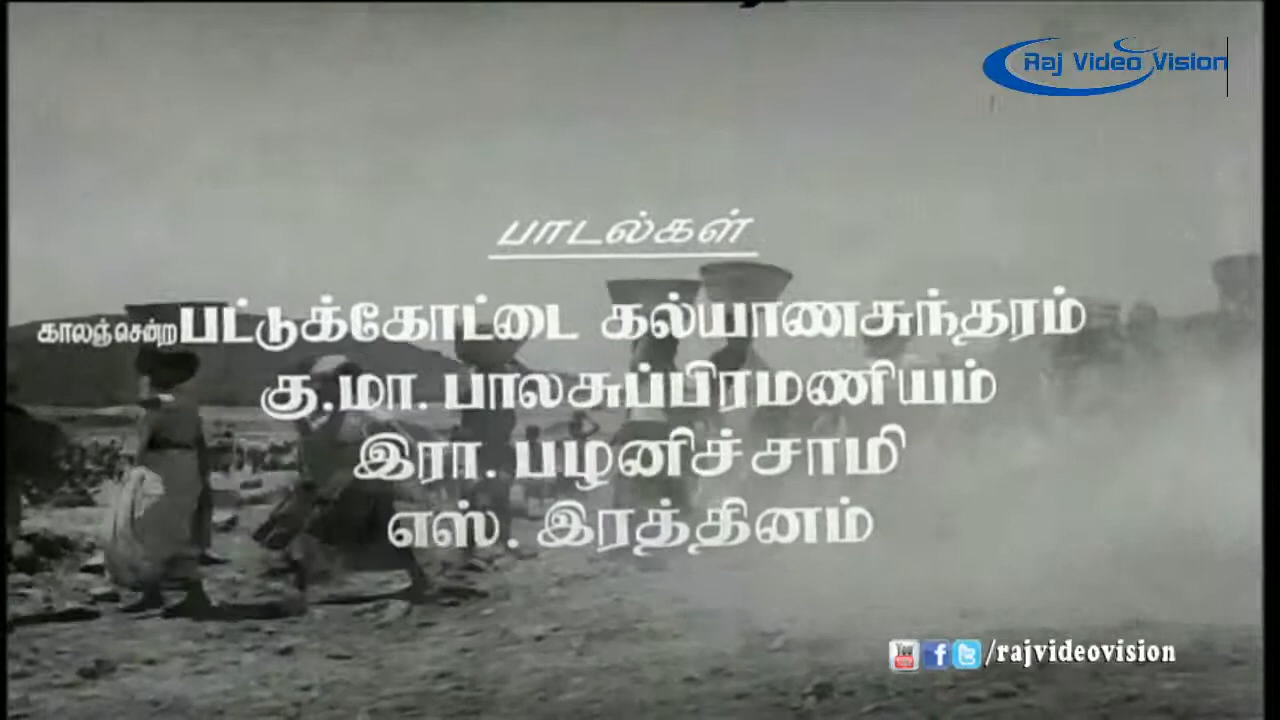 Raj Video Vision
பாடல்கள்
காலஞ்சென்ற பட்டுக்கோட்டை கல்யாணசுந்தரம்
கு.மா. பாலசுப்பிரமணியம்
இரா. பழனிச்சாமி
எஸ். இரத்தினம்
You f t /rajvideovision